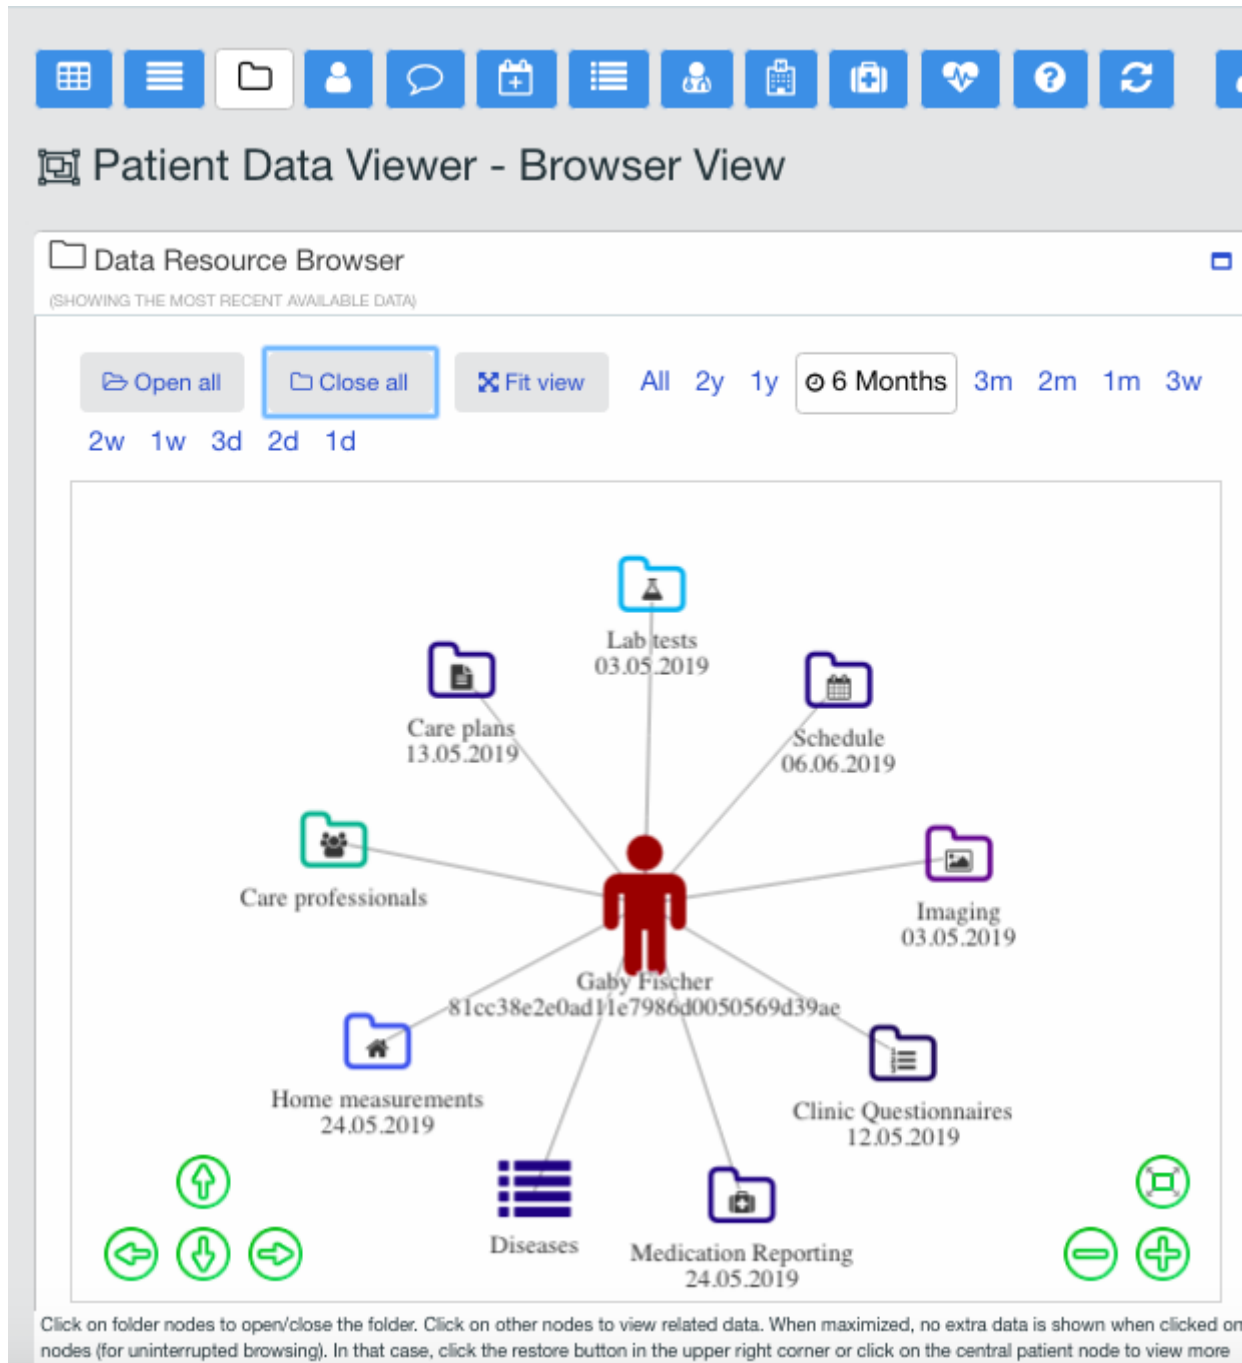 Patient Data Viewer - Browser View
Data Resource Browser
(SHOWING THE MOST RECENT AVAILABLE DATA)
Open all Close all Fit view All 2y 1y 6 Months 3m 2m 1m 3w
2w 1w 3d 2d 1d
Lab tests
03.05.2019
Care plans
13.05.2019
Schedule
06.06.2019
Care professionals
Imaging
03.05.2019
Gaby Fischer
81cc38e2e0ad11e7986d0050569d39ae
Home measurements
24.05.2019
Clinic Questionnaires
12.05.2019
Diseases
Medication Reporting
24.05.2019
Click on folder nodes to open/close the folder. Click on other nodes to view related data. When maximized, no extra data is shown when clicked on
nodes (for uninterrupted browsing). In that case, click the restore button in the upper right corner or click on the central patient node to view more